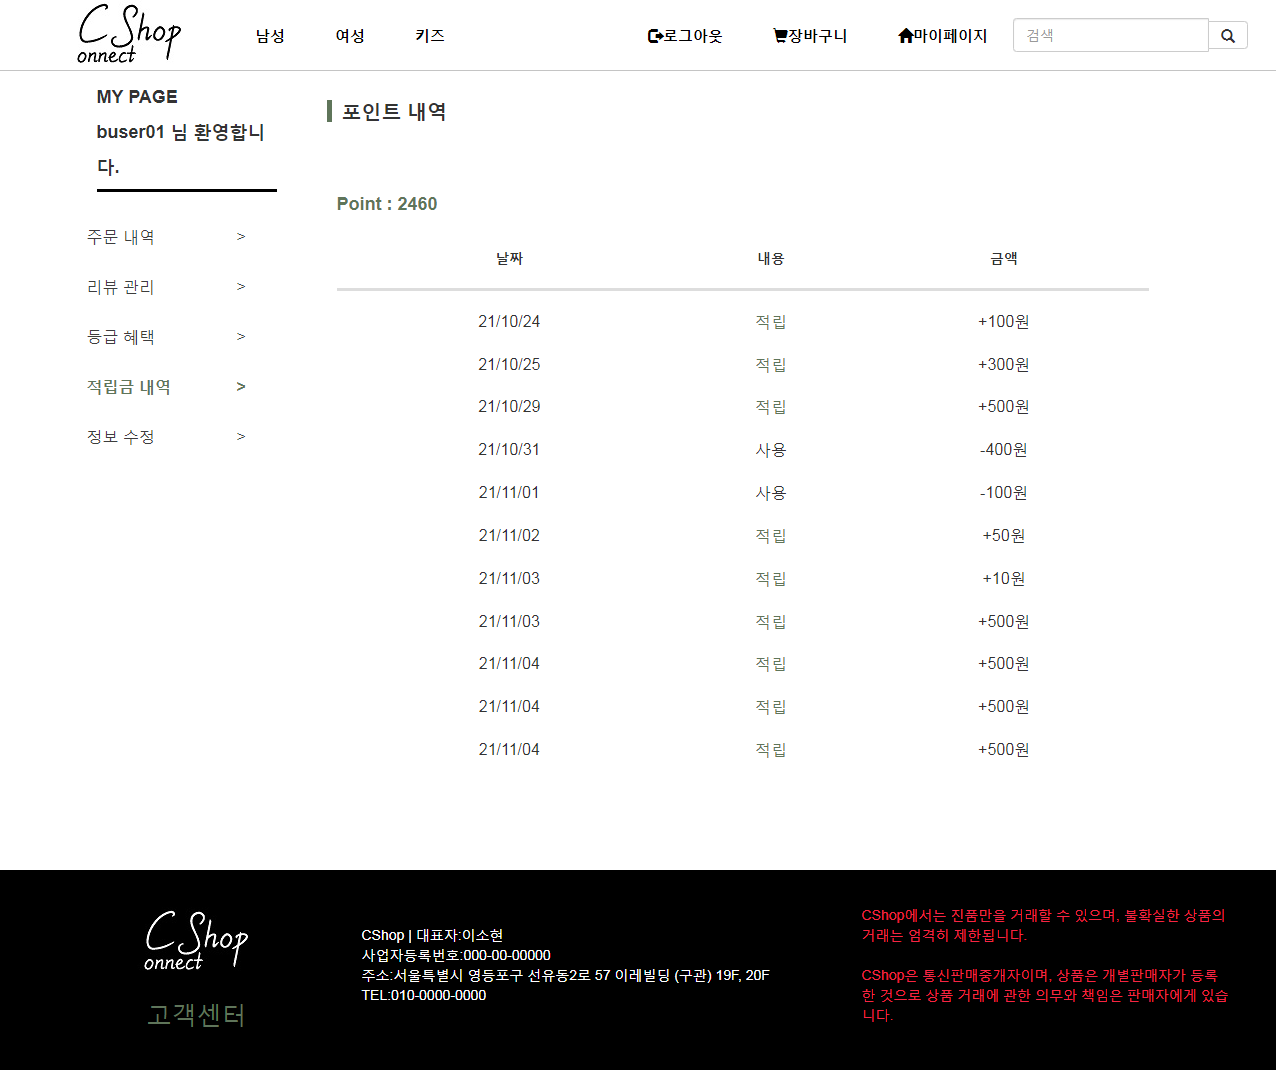 CShop
onnect
남성 여성 키즈 로그아웃 장바구니 마이페이지 검색
MY PAGE
buser01 님 환영합니
다.
주문 내역 >
리뷰 관리 >
등급 혜택 >
적립금 내역 >
정보 수정 >
포인트 내역
Point : 2460
날짜 내용 금액
21/10/24 적립 +100원
21/10/25 적립 +300원
21/10/29 적립 +500원
21/10/31 사용 -400원
21/11/01 사용 -100원
21/11/02 적립 +50원
21/11/03 적립 +10원
21/11/03 적립 +500원
21/11/04 적립 +500원
21/11/04 적립 +500원
21/11/04 적립 +500원
CShop
onnect
고객센터
CShop | 대표자:이소현
사업자등록번호:000-00-00000
주소:서울특별시 영등포구 선유동2로 57 이레빌딩 (구관) 19F, 20F
TEL:010-0000-0000
CShop에서는 진품만을 거래할 수 있으며, 불확실한 상품의
거래는 엄격히 제한됩니다.
CShop은 통신판매중개자이며, 상품은 개별판매자가 등록
한 것으로 상품 거래에 관한 의무와 책임은 판매자에게 있습
니다.